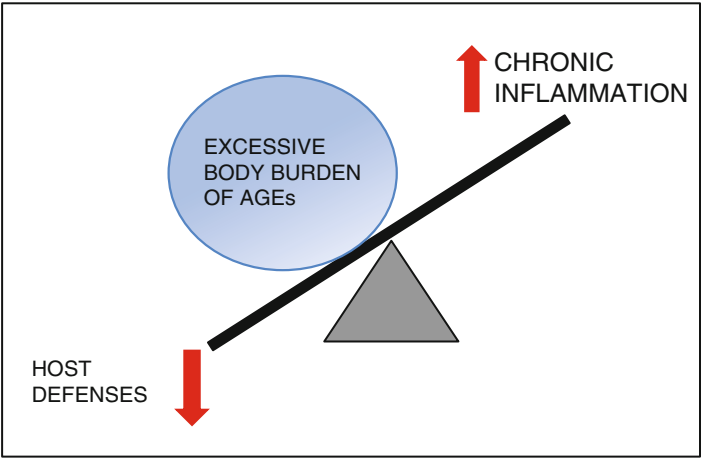 CHRONIC
INFLAMMATION
EXCESSIVE
BODY BURDEN
OF AGEs
HOST
DEFENSES